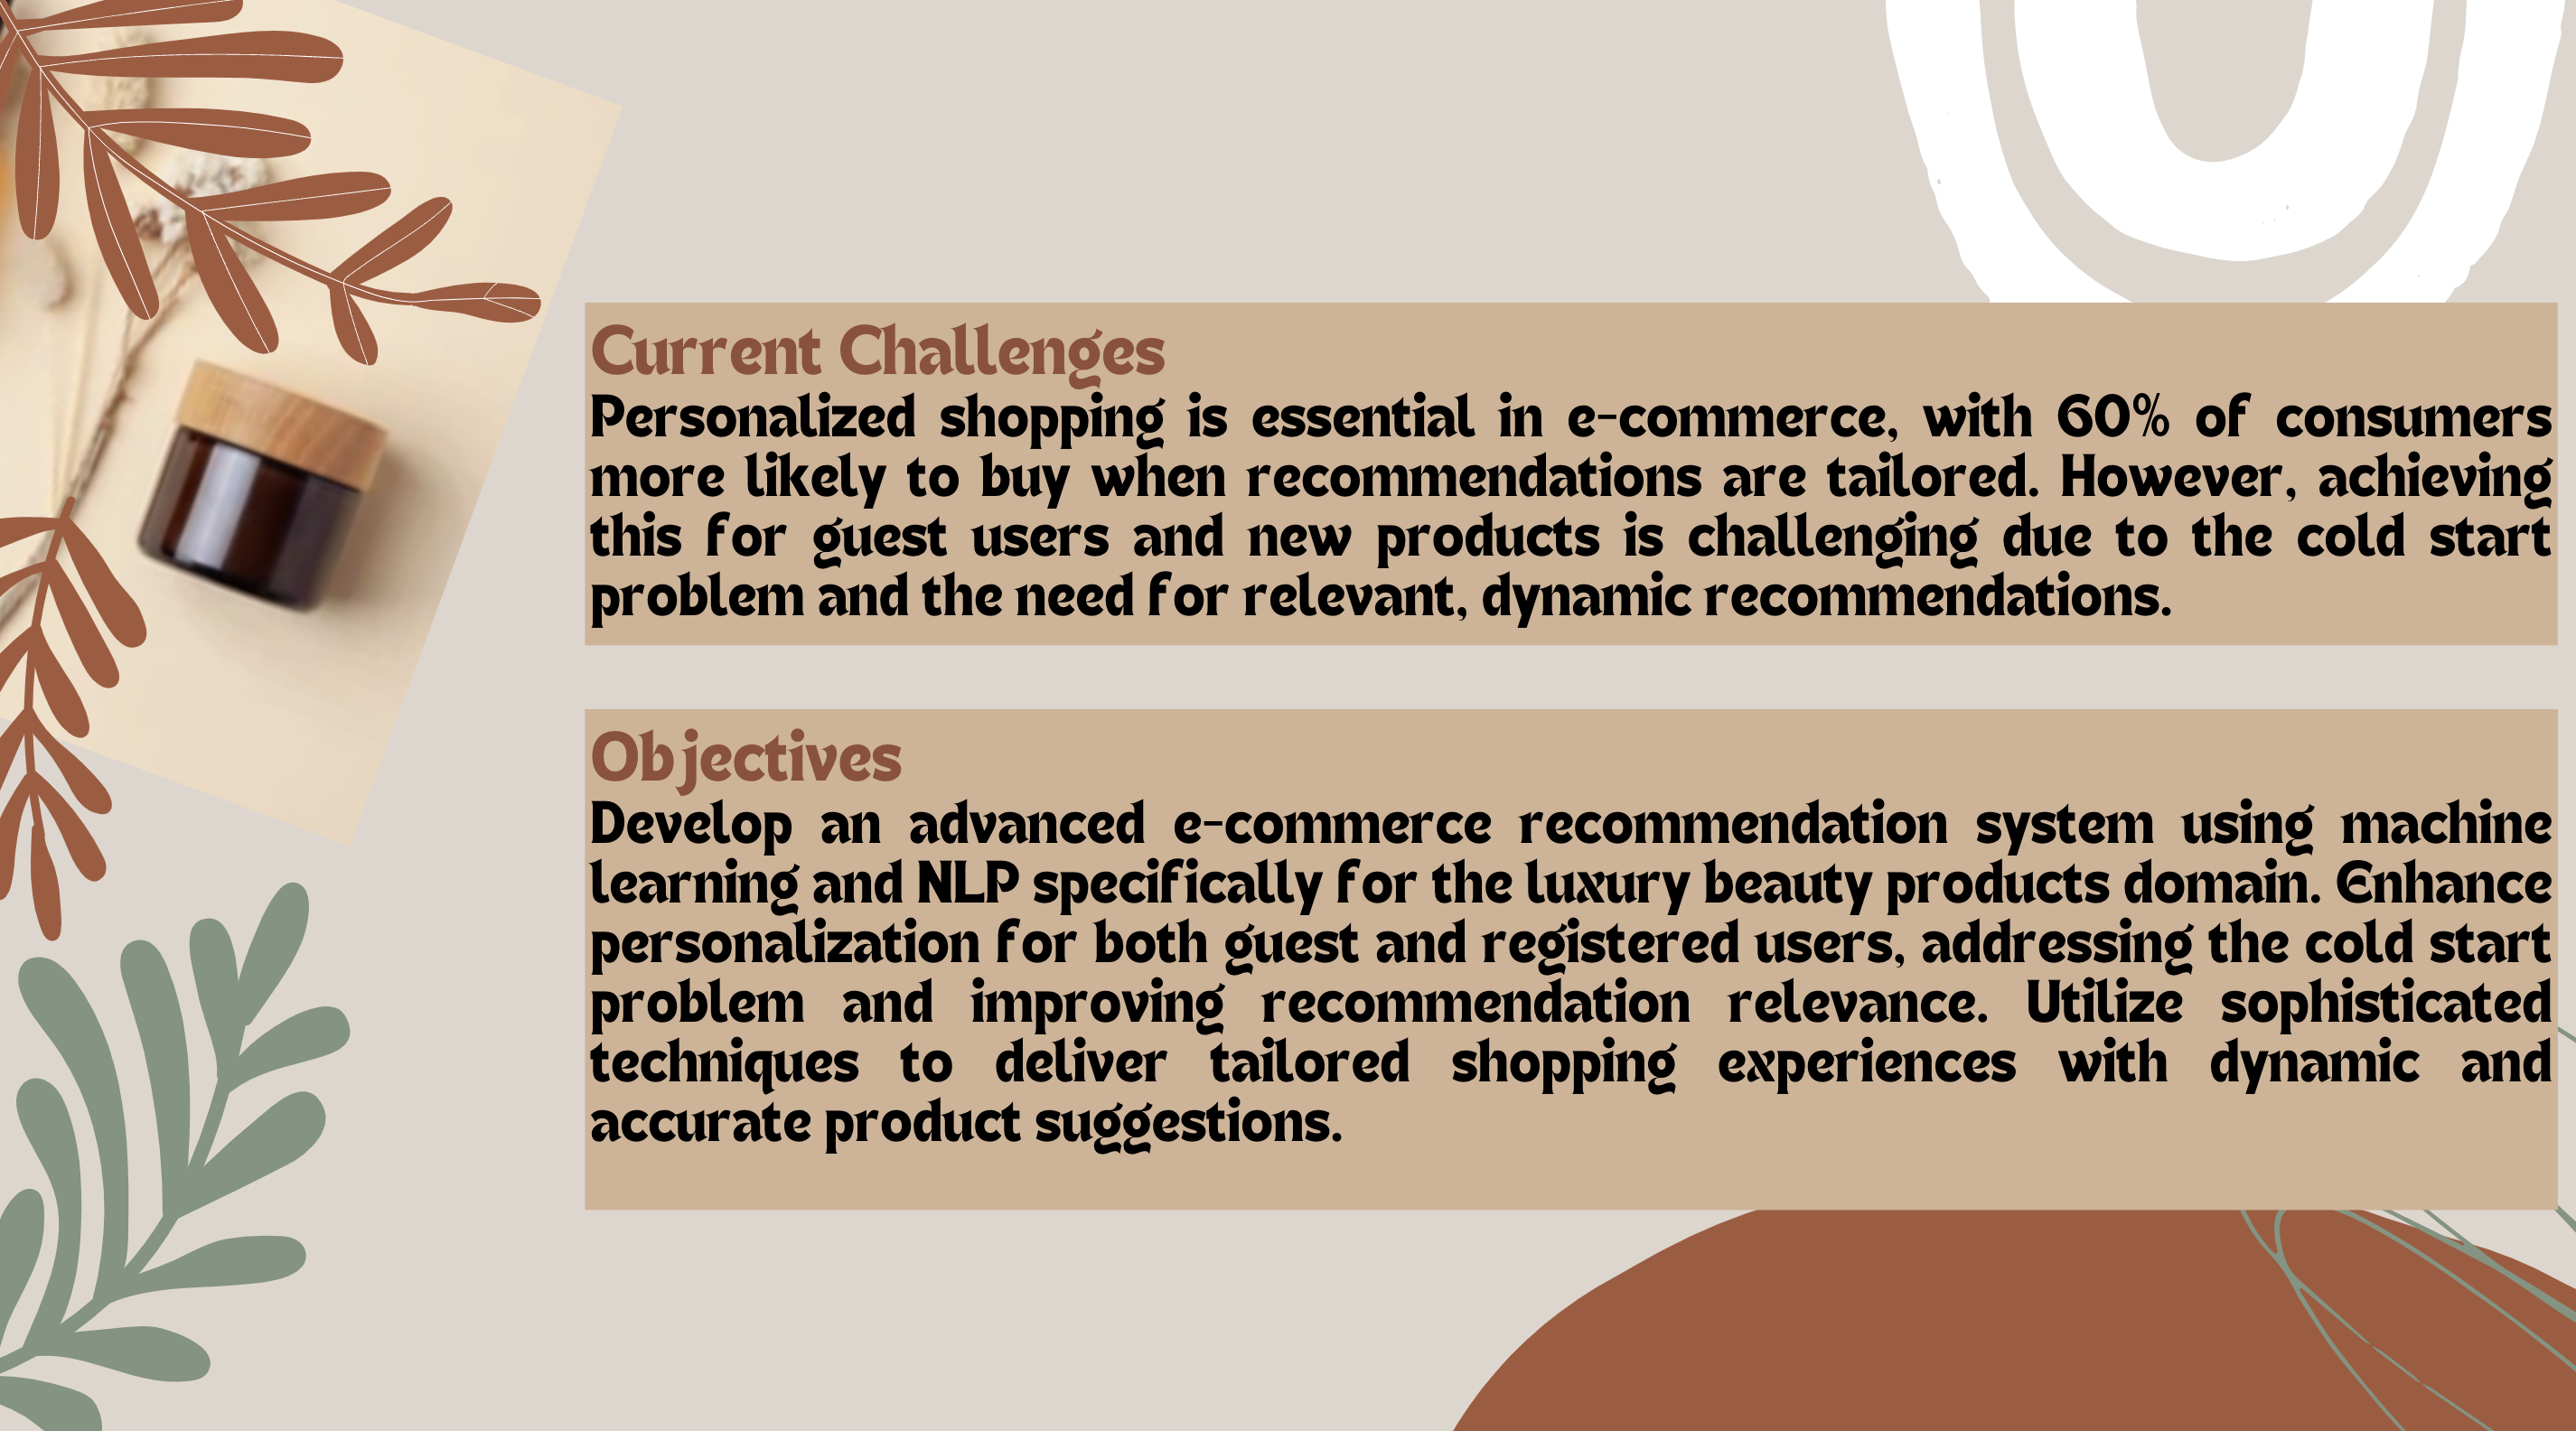 Current Challenges
Personalized shopping is essential in e-commerce, with 60% of consumers
more likely to buy when recommendations are tailored. However, achieving
this for guest users and new products is challenging due to the cold start
problem and the need for relevant, dynamic recommendations.
Objectives
Develop an advanced e-commerce recommendation system using machine
learning and NLP specifically for the luxury beauty products domain. Enhance
personalization for both guest and registered users, addressing the cold start
problem and improving recommendation relevance. Utilize sophisticated
techniques to deliver tailored shopping experiences with dynamic and
accurate product suggestions.